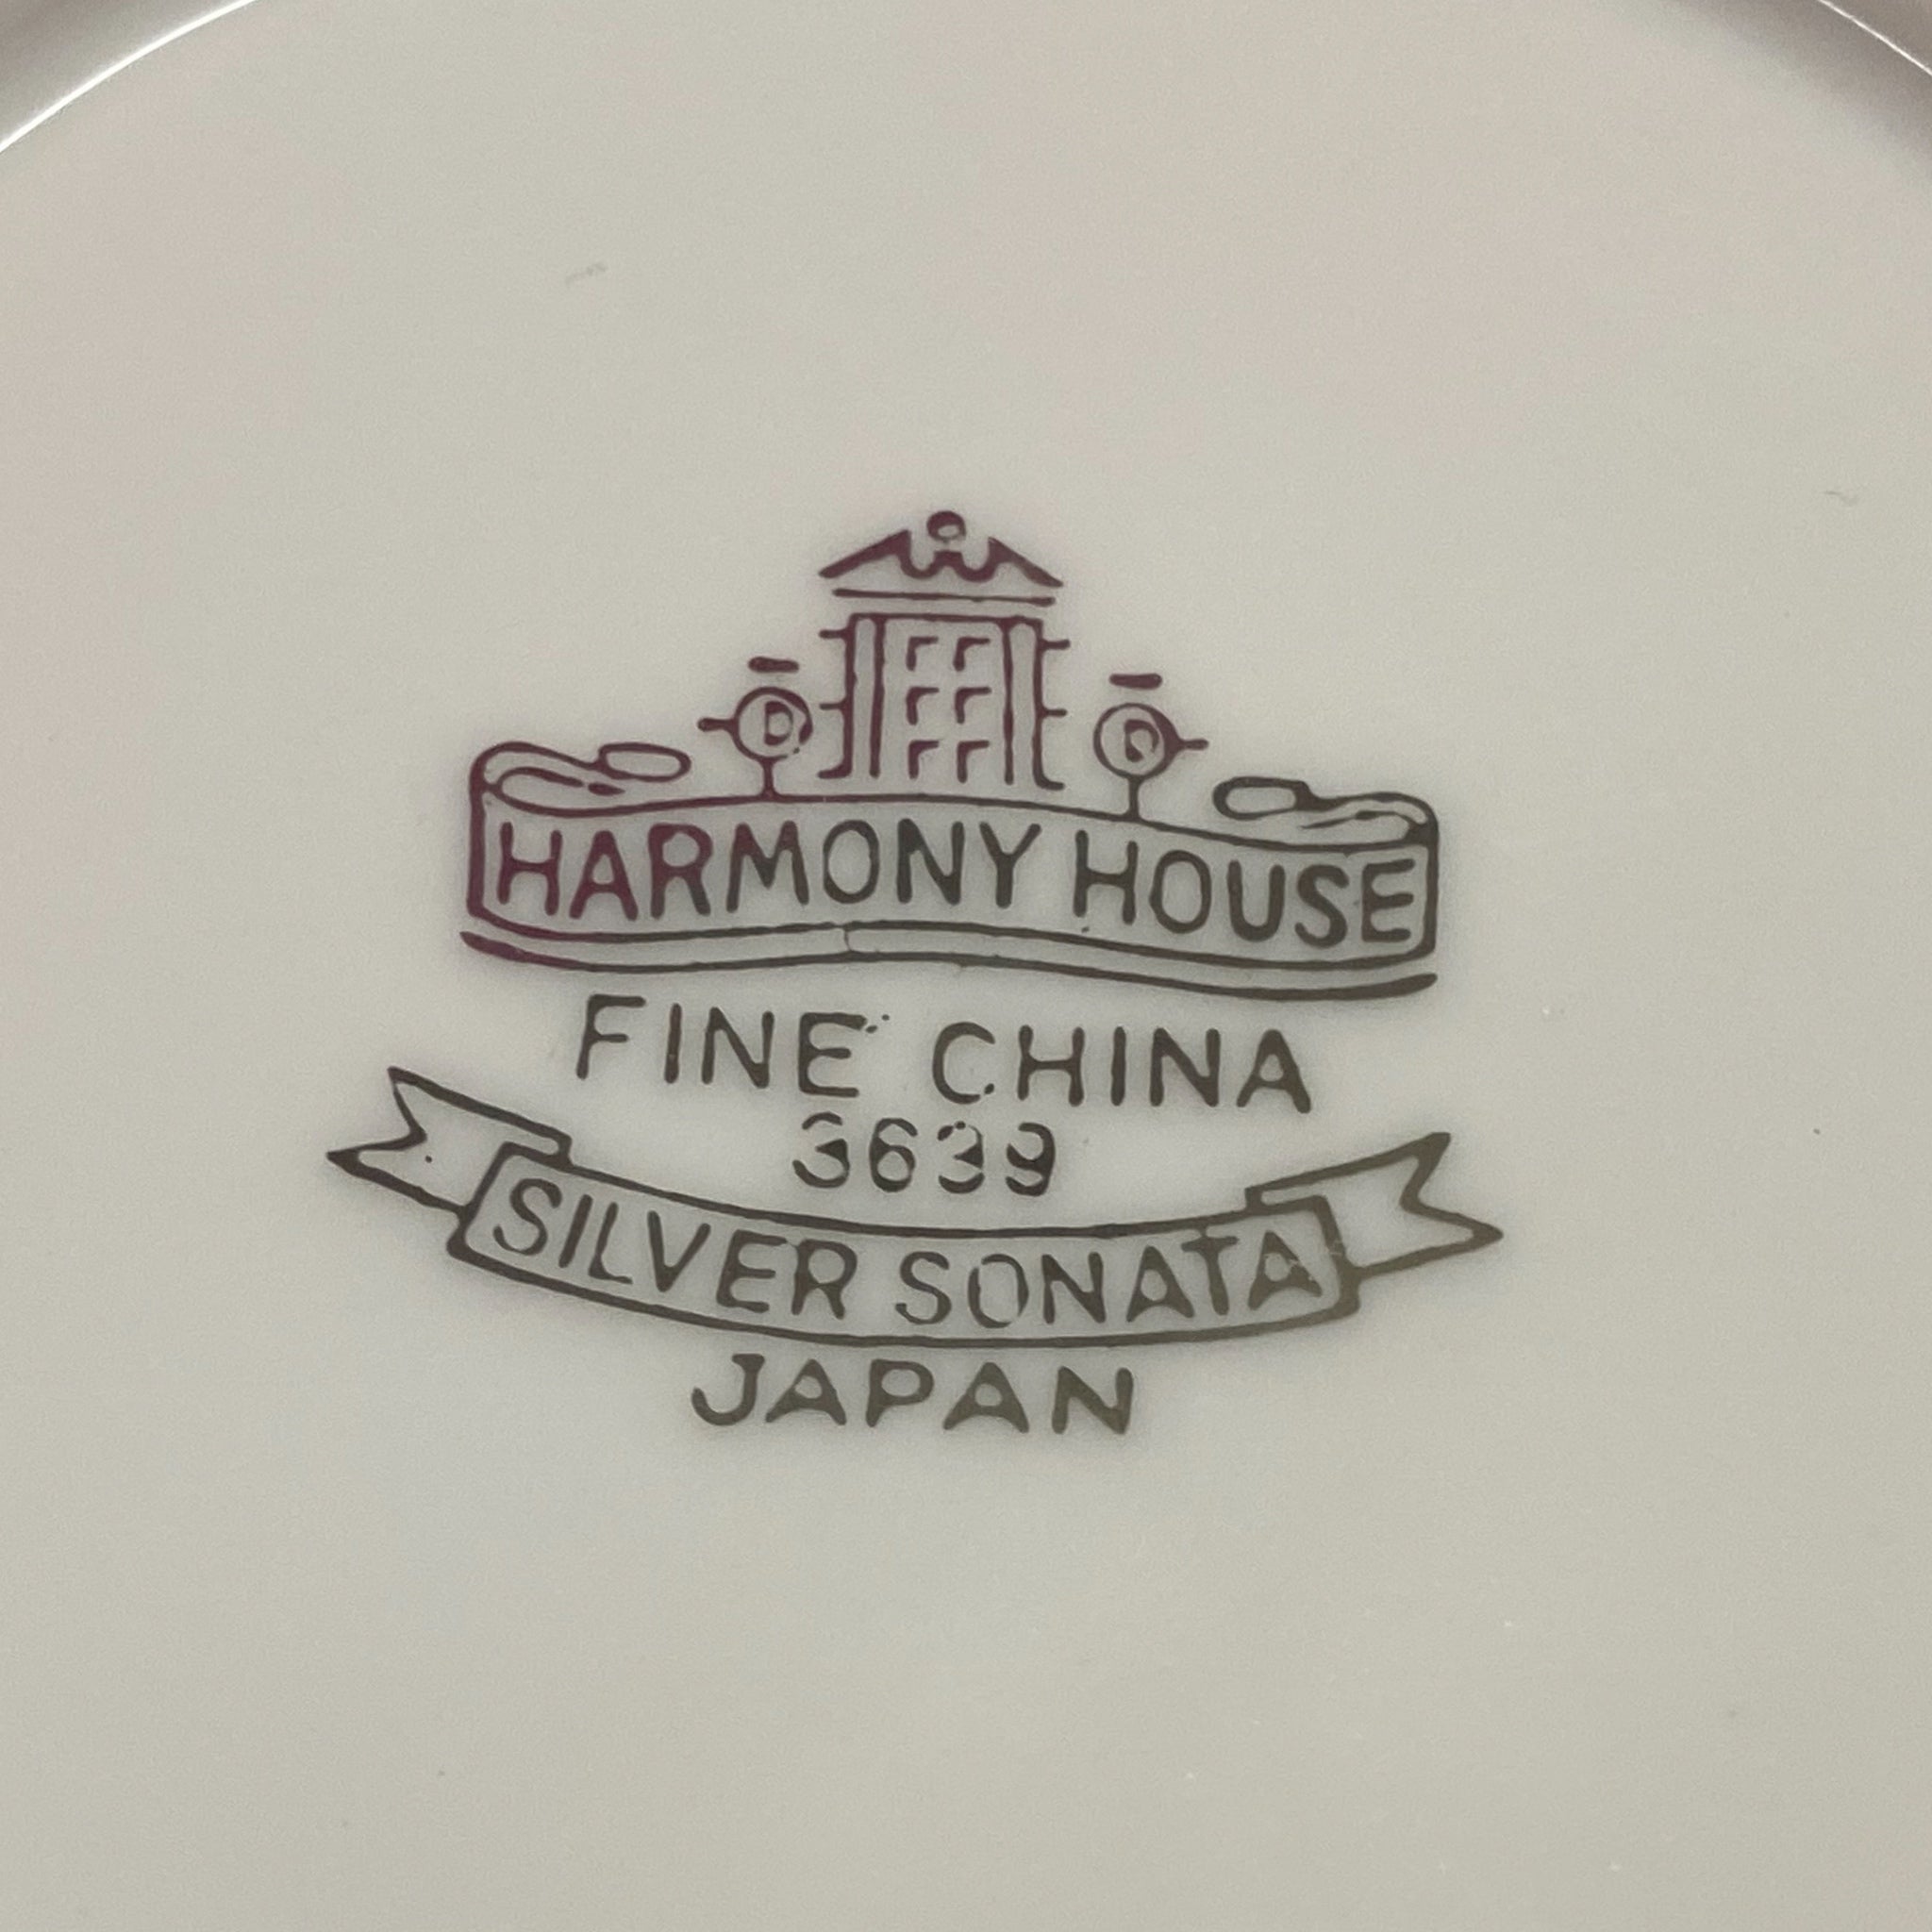 HARMONY HOUSE
FINE CHINA
3639
SILVER SONATA
JAPAN